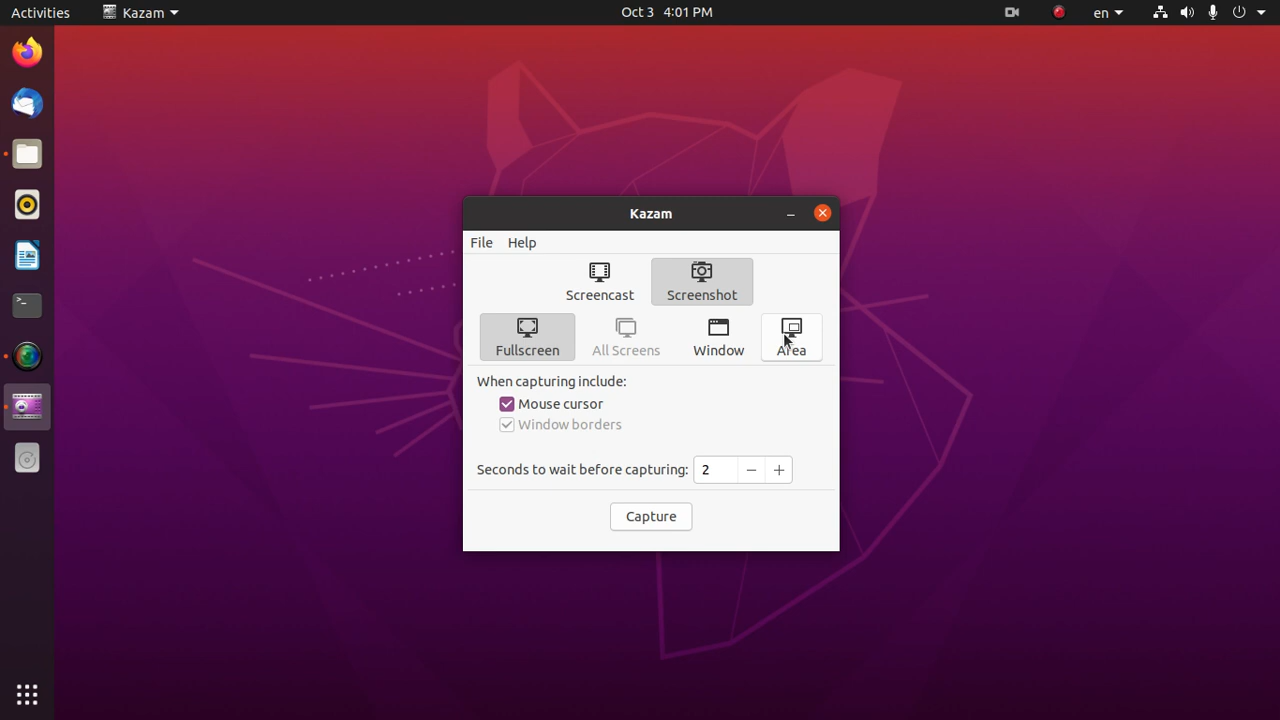 Activities Kazam Oct 3 4:01 PM en
Kazam
File Help
Screencast Screenshot
Fullscreen All Screens Window Area
When capturing include:
Mouse cursor
Window borders
Seconds to wait before capturing: 2 − +
Capture